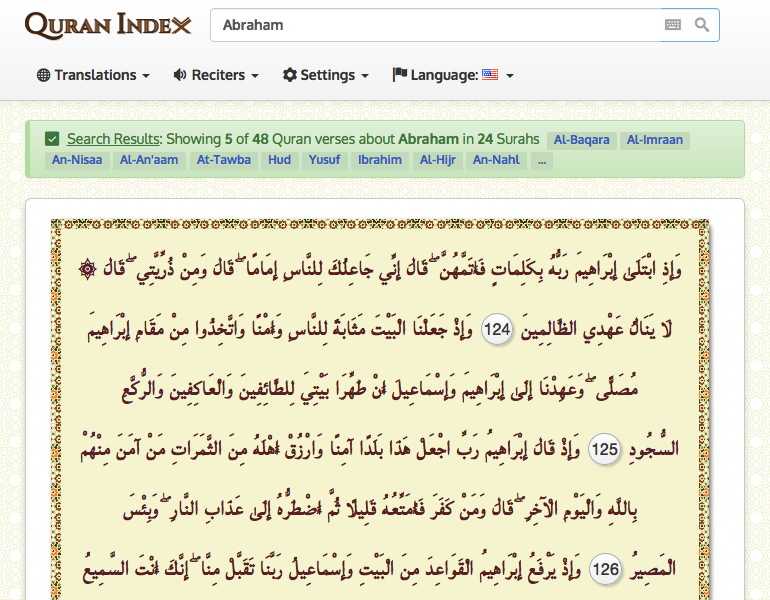 QURAN INDEX
Abraham
Translations Reciters Settings Language:
Search Results: Showing 5 of 48 Quran verses about Abraham in 24 Surahs Al-Baqara Al-Imraan
An-Nisaa Al-An'aam At-Tawba Hud Yusuf Ibrahim Al-Hijr An-Nahl ...
وَإِذِ ابْتَلَىٰ إِبْرَاهِيمَ رَبُّهُ بِكَلِمَاتٍ فَأَتَمَّهُنَّ ۖ قَالَ إِنِّي جَاعِلُكَ لِلنَّاسِ إِمَامًا ۖ قَالَ وَمِنْ ذُرِّيَّتِي ۖ قَالَ ۞
لَا يَنَالُ عَهْدِي الظَّالِمِينَ 124 وَإِذْ جَعَلْنَا الْبَيْتَ مَثَابَةً لِلنَّاسِ وَأَمْنًا وَاتَّخِذُوا مِنْ مَقَامِ إِبْرَاهِيمَ
مُصَلًّى ۖ وَعَهِدْنَا إِلَىٰ إِبْرَاهِيمَ وَإِسْمَاعِيلَ أَنْ طَهِّرَا بَيْتِيَ لِلطَّائِفِينَ وَالْعَاكِفِينَ وَالرُّكَّعِ
السُّجُودِ 125 وَإِذْ قَالَ إِبْرَاهِيمُ رَبِّ اجْعَلْ هَٰذَا بَلَدًا آمِنًا وَارْزُقْ أَهْلَهُ مِنَ الثَّمَرَاتِ مَنْ آمَنَ مِنْهُمْ
بِاللَّهِ وَالْيَوْمِ الْآخِرِ ۖ قَالَ وَمَنْ كَفَرَ فَأُمَتِّعُهُ قَلِيلًا ثُمَّ أَضْطَرُّهُ إِلَىٰ عَذَابِ النَّارِ ۖ وَبِئْسَ
الْمَصِيرُ 126 وَإِذْ يَرْفَعُ إِبْرَاهِيمُ الْقَوَاعِدَ مِنَ الْبَيْتِ وَإِسْمَاعِيلُ رَبَّنَا تَقَبَّلْ مِنَّا ۖ إِنَّكَ أَنْتَ السَّمِيعُ